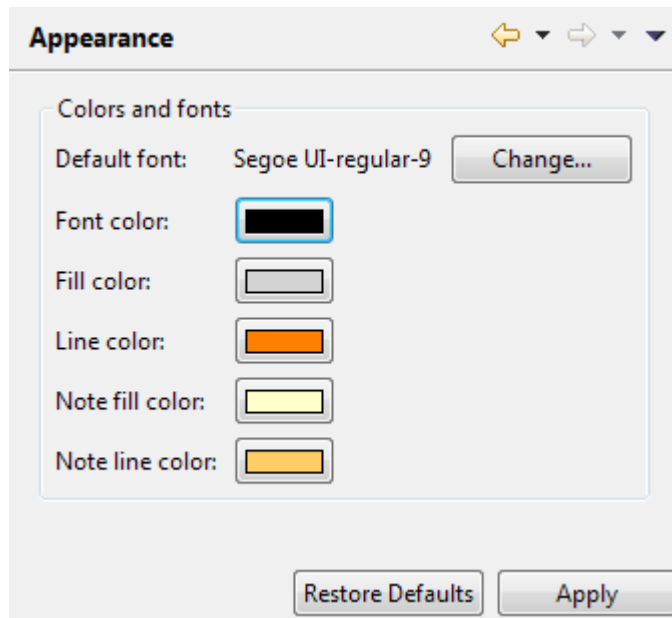 Appearance
Colors and fonts
Default font: Segoe UI-regular-9 Change...
Font color:
Fill color:
Line color:
Note fill color:
Note line color:
Restore Defaults Apply